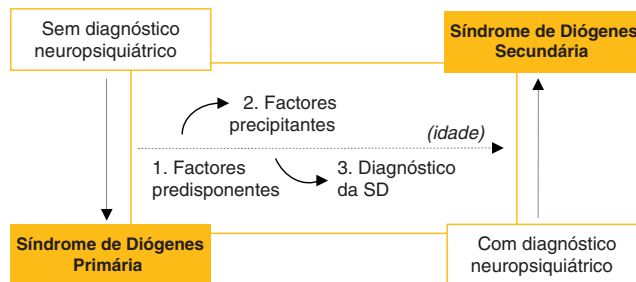 Sem diagnóstico
neuropsiquiátrico
Síndrome de Diógenes
Secundária
2. Factores
precipitantes
(idade)
1. Factores
predisponentes
3. Diagnóstico
da SD
Síndrome de Diógenes
Primária
Com diagnóstico
neuropsiquiátrico